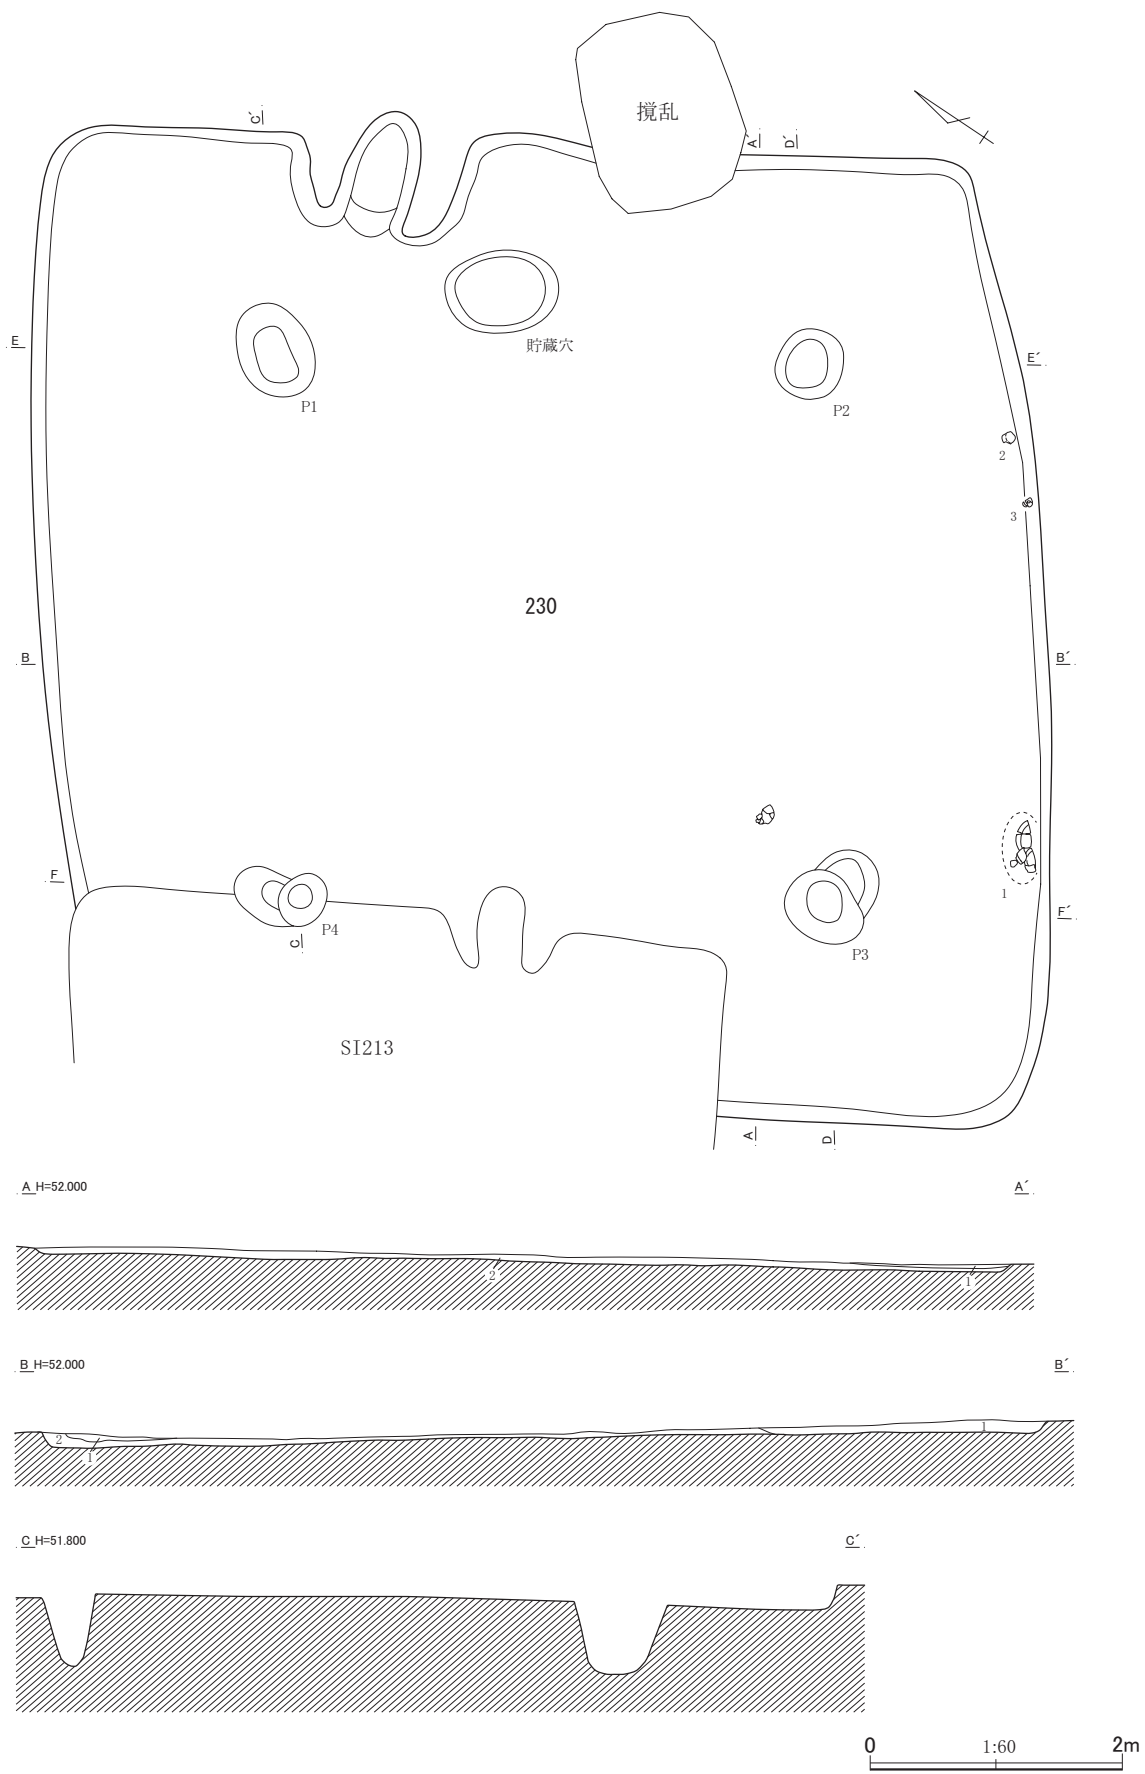 撹乱
C´
A´
D´
貯蔵穴
E
E´
P1
P2
2
3
230
B
B´
F
P4
C
P3
1
F´
SI213
A
D
A H=52.000
A´
2
1
B H=52.000
B´
2
1
1
C H=51.800
C´
0
1:60
2m